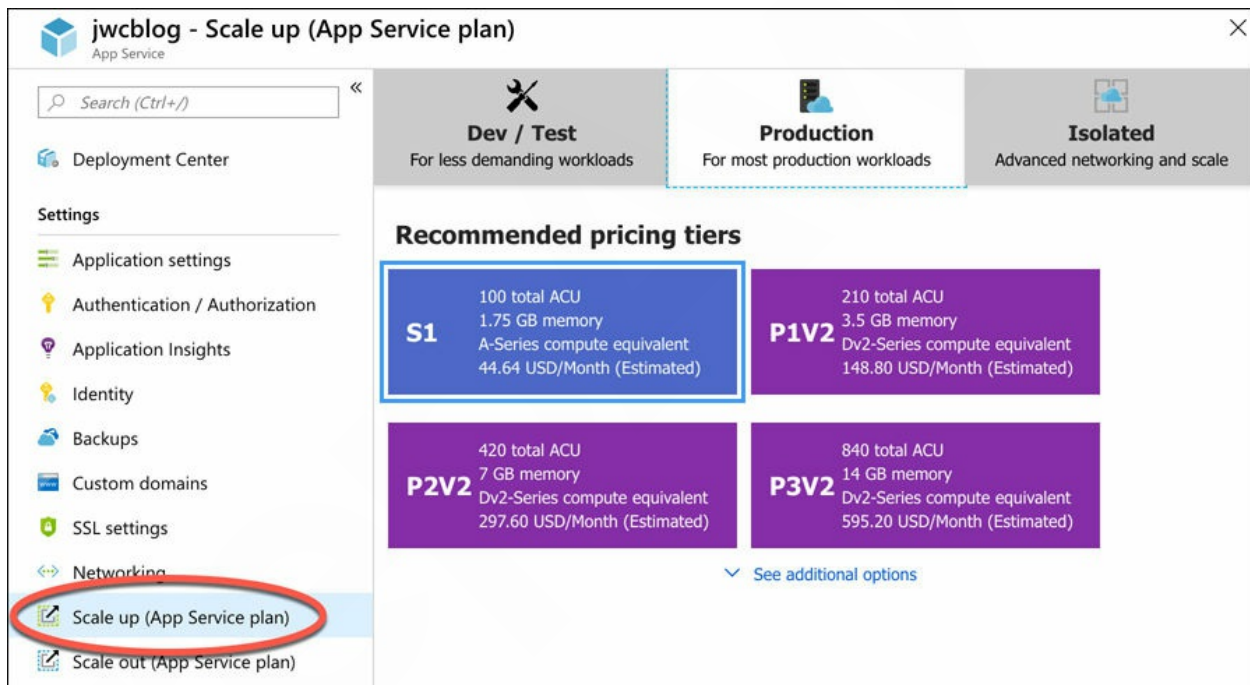 jwcblog - Scale up (App Service plan)
App Service
Search (Ctrl+/)
Deployment Center
Settings
Application settings
Authentication / Authorization
Application Insights
Identity
Backups
Custom domains
SSL settings
Networking
Scale up (App Service plan)
Scale out (App Service plan)
Dev / Test
For less demanding workloads
Production
For most production workloads
Isolated
Advanced networking and scale
Recommended pricing tiers
S1
100 total ACU
1.75 GB memory
A-Series compute equivalent
44.64 USD/Month (Estimated)
P1V2
210 total ACU
3.5 GB memory
Dv2-Series compute equivalent
148.80 USD/Month (Estimated)
P2V2
420 total ACU
7 GB memory
Dv2-Series compute equivalent
297.60 USD/Month (Estimated)
P3V2
840 total ACU
14 GB memory
Dv2-Series compute equivalent
595.20 USD/Month (Estimated)
See additional options